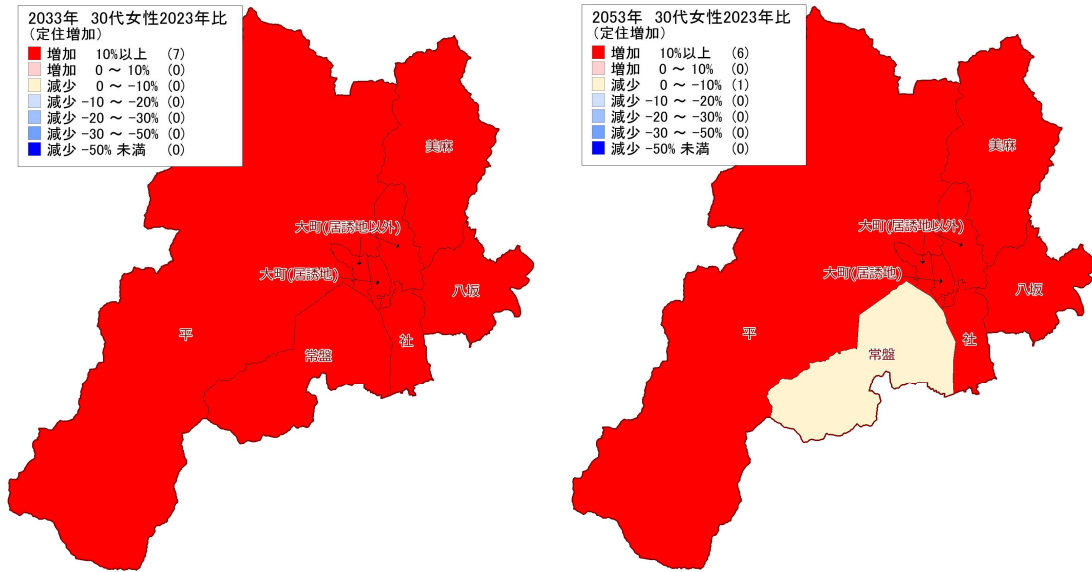 2033年 30代女性2023年比
(定住増加)
増加 10%以上 (7)
増加 0 ～ 10% (0)
減少 0 ～ -10% (0)
減少 -10 ～ -20% (0)
減少 -20 ～ -30% (0)
減少 -30 ～ -50% (0)
減少 -50% 未満 (0)
美麻
大町(居誘地以外)
大町(居誘地)
八坂
平
社
常盤
2053年 30代女性2023年比
(定住増加)
増加 10%以上 (6)
増加 0 ～ 10% (0)
減少 0 ～ -10% (1)
減少 -10 ～ -20% (0)
減少 -20 ～ -30% (0)
減少 -30 ～ -50% (0)
減少 -50% 未満 (0)
美麻
大町(居誘地以外)
大町(居誘地)
八坂
平
社
常盤